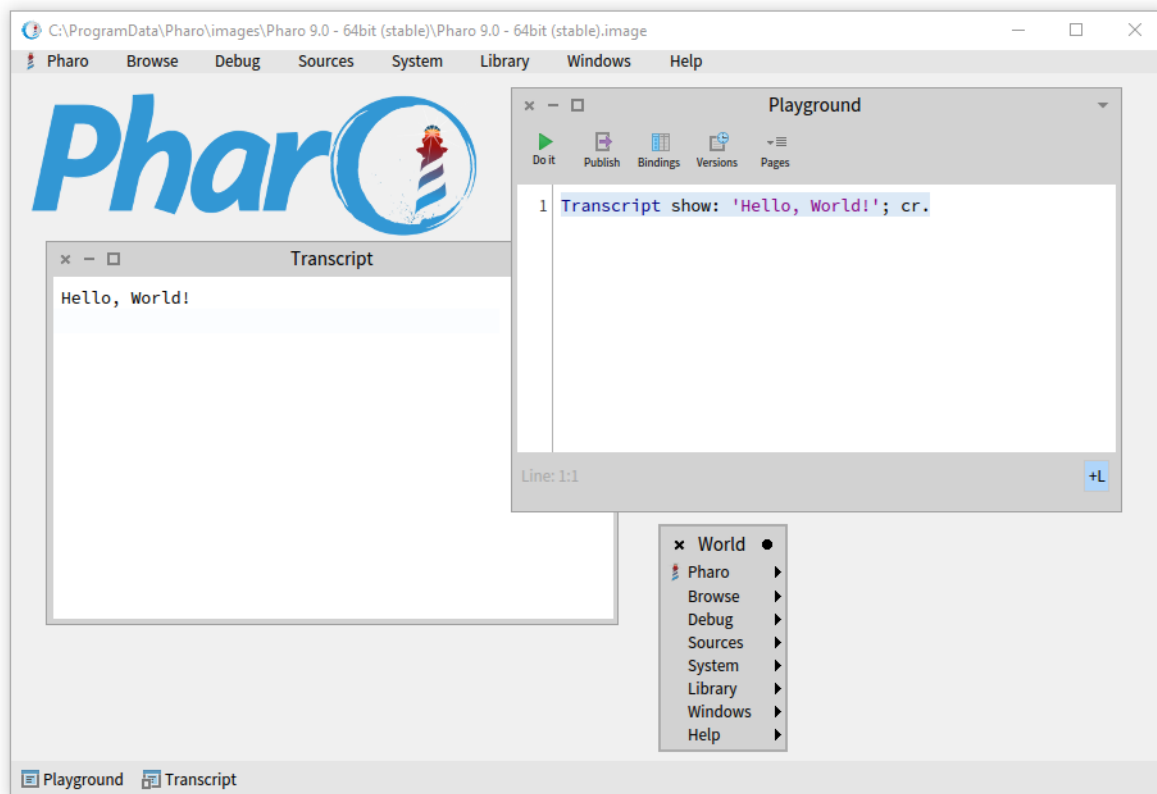 C:\ProgramData\Pharo\images\Pharo 9.0 - 64bit (stable)\Pharo 9.0 - 64bit (stable).image
Pharo Browse Debug Sources System Library Windows Help
Pharo
Playground
Do it Publish Bindings Versions Pages
1 Transcript show: 'Hello, World!'; cr.
Line: 1:1 +L
Transcript
Hello, World!
World
Pharo
Browse
Debug
Sources
System
Library
Windows
Help
Playground Transcript